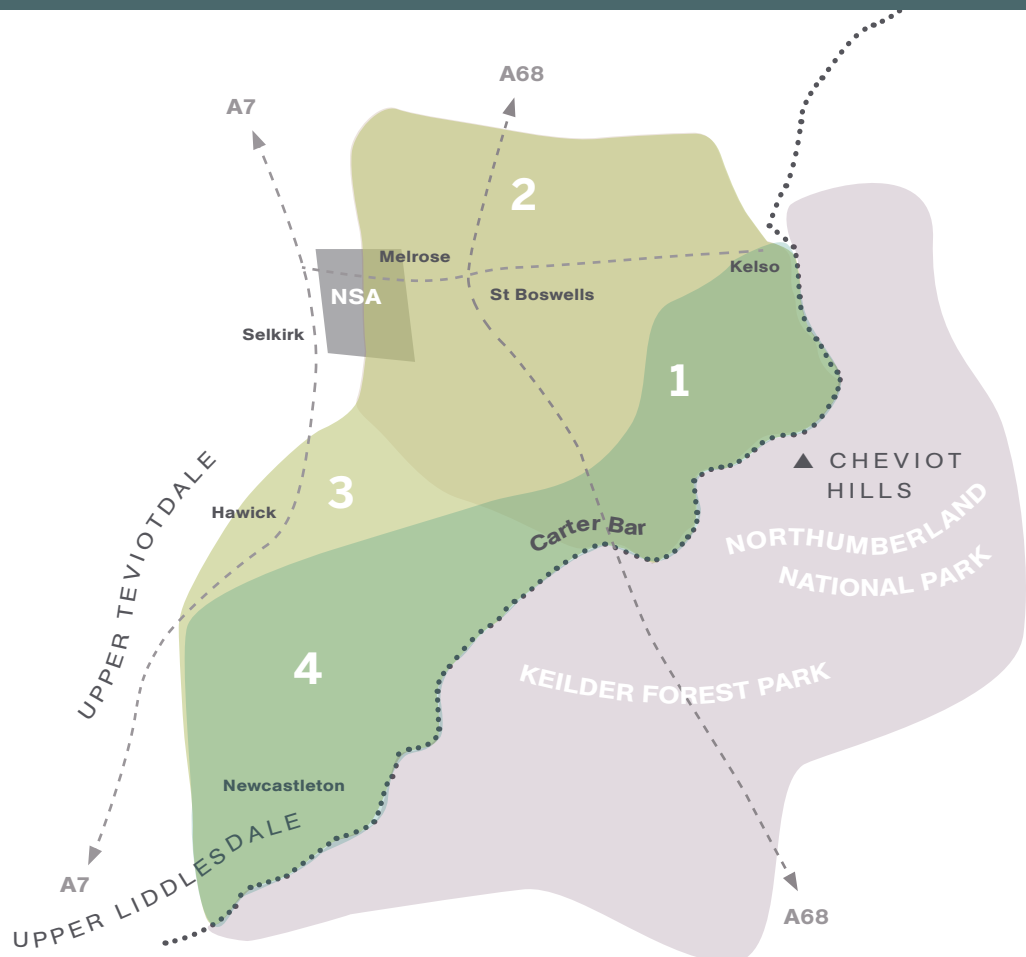 A68
A7
2
Melrose
Kelso
NSA
St Boswells
Selkirk
1
CHEVIOT
HILLS
3
Hawick
UPPER TEVIOTDALE
Carter Bar
NORTHUMBERLAND
NATIONAL PARK
4
KEILDER FOREST PARK
Newcastleton
UPPER LIDDLESDALE
A7
A68